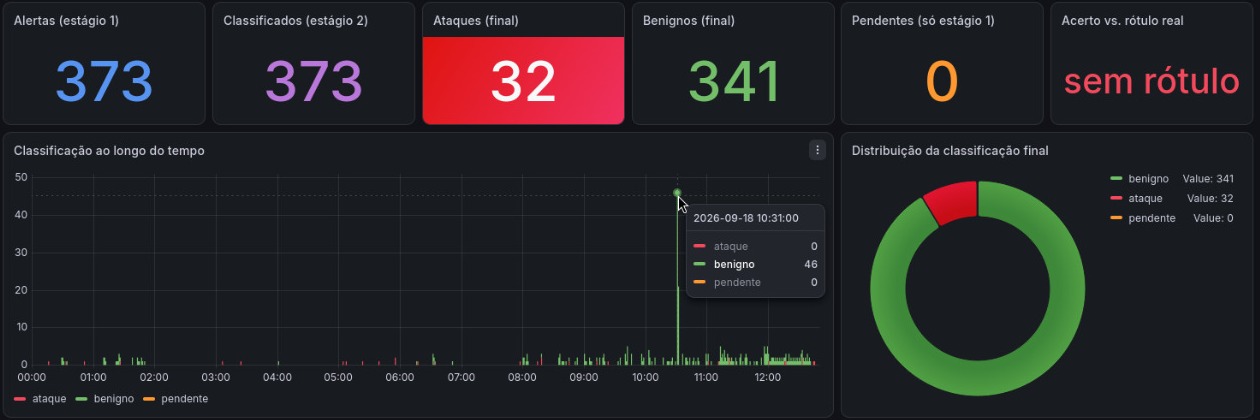 Alertas (estágio 1)
373
Classificados (estágio 2)
373
Ataques (final)
32
Benignos (final)
341
Pendentes (só estágio 1)
0
Acerto vs. rótulo real
sem rótulo
Classificação ao longo do tempo
50
40
30
20
10
0
00:00 01:00 02:00 03:00 04:00 05:00 06:00 07:00 08:00 09:00 10:00 11:00 12:00
2026-09-18 10:31:00
ataque 0
benigno 46
pendente 0
ataque benigno pendente
Distribuição da classificação final
benigno Value: 341
ataque Value: 32
pendente Value: 0